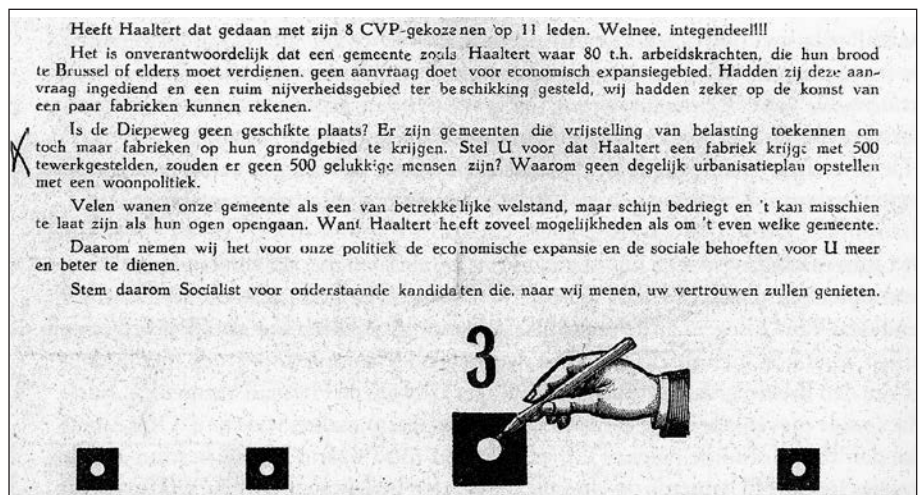 Heeft Haaltert dat gedaan met zijn 8 CVP-gekozenen op 11 leden. Welnee, integendeel!!!
Het is onverantwoordelijk dat een gemeente zoals Haaltert waar 80 t.h. arbeidskrachten, die hun brood
te Brussel of elders moet verdienen. geen aanvraag doet voor economisch expansiegebied. Hadden zij deze aan-
vraag ingediend en een ruim nijverheidsgebied ter beschikking gesteld, wij hadden zeker op de komst van
een paar fabrieken kunnen rekenen.
Is de Diepeweg geen geschikte plaats? Er zijn gemeenten die vrijstelling van belasting toekennen om
toch maar fabrieken op hun grondgebied te krijgen. Stel U voor dat Haaltert een fabriek krijgt met 500
tewerkgestelden, zouden er geen 500 gelukkige mensen zijn? Waarom geen degelijk urbanisatieplan opstellen
met een woonpolitiek.
Velen wanen onze gemeente als een van betrekkelijke welstand, maar schijn bedriegt en 't kan misschien
te laat zijn als hun ogen opengaan. Want Haaltert heeft zoveel mogelijkheden als om 't even welke gemeente.
Daarom nemen wij het voor onze politiek de economische expansie en de sociale behoeften voor U meer
en beter te dienen.
Stem daarom Socialist voor onderstaande kandidaten die, naar wij menen, uw vertrouwen zullen genieten.
3